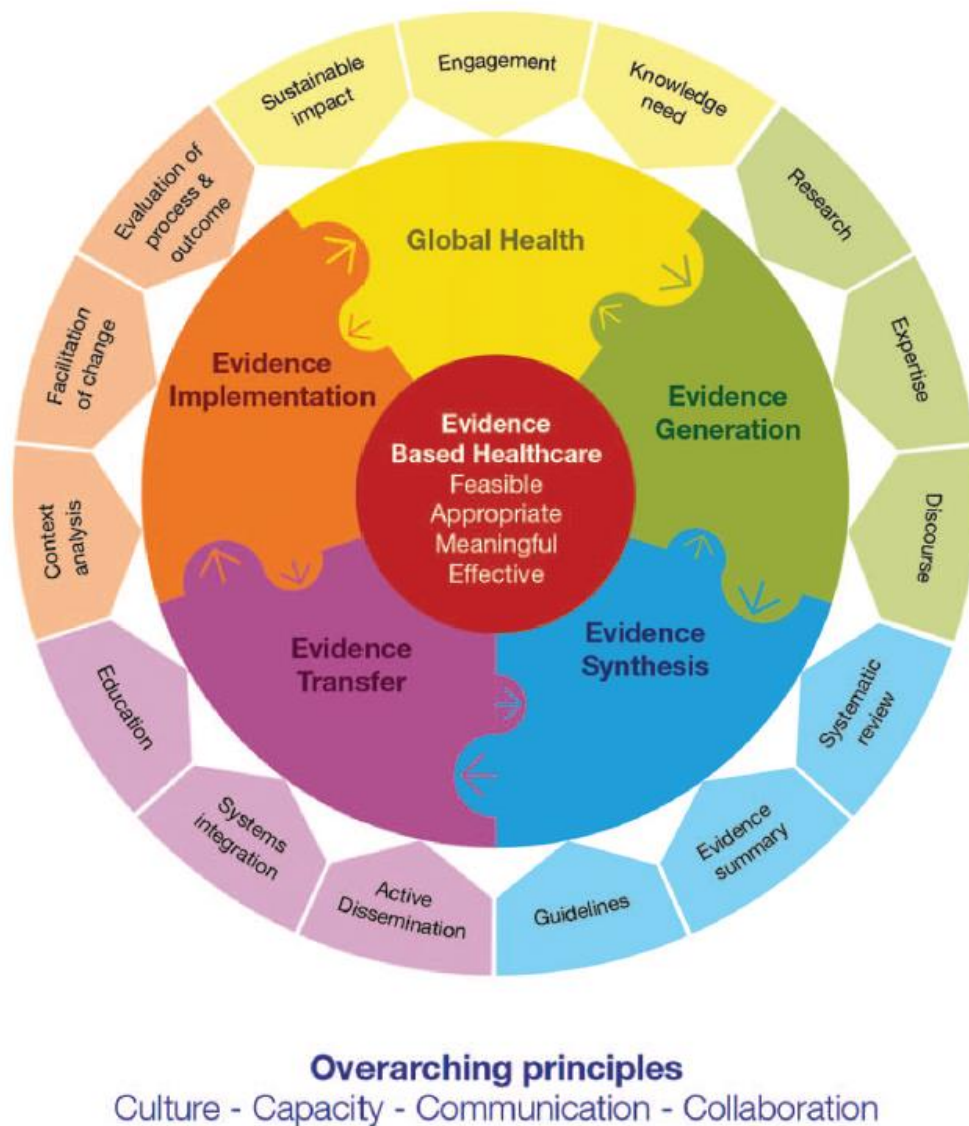 Engagement
Knowledge
need
Research
Expertise
Discourse
Systematic
review
Evidence
summary
Guidelines
Active
Dissemination
Systems
integration
Education
Context
analysis
Facilitation
of change
Evaluation of
process &
outcome
Sustainable
impact
Global Health
Evidence
Generation
Evidence
Synthesis
Evidence
Transfer
Evidence
Implementation
Evidence
Based Healthcare
Feasible
Appropriate
Meaningful
Effective
Overarching principles
Culture - Capacity - Communication - Collaboration